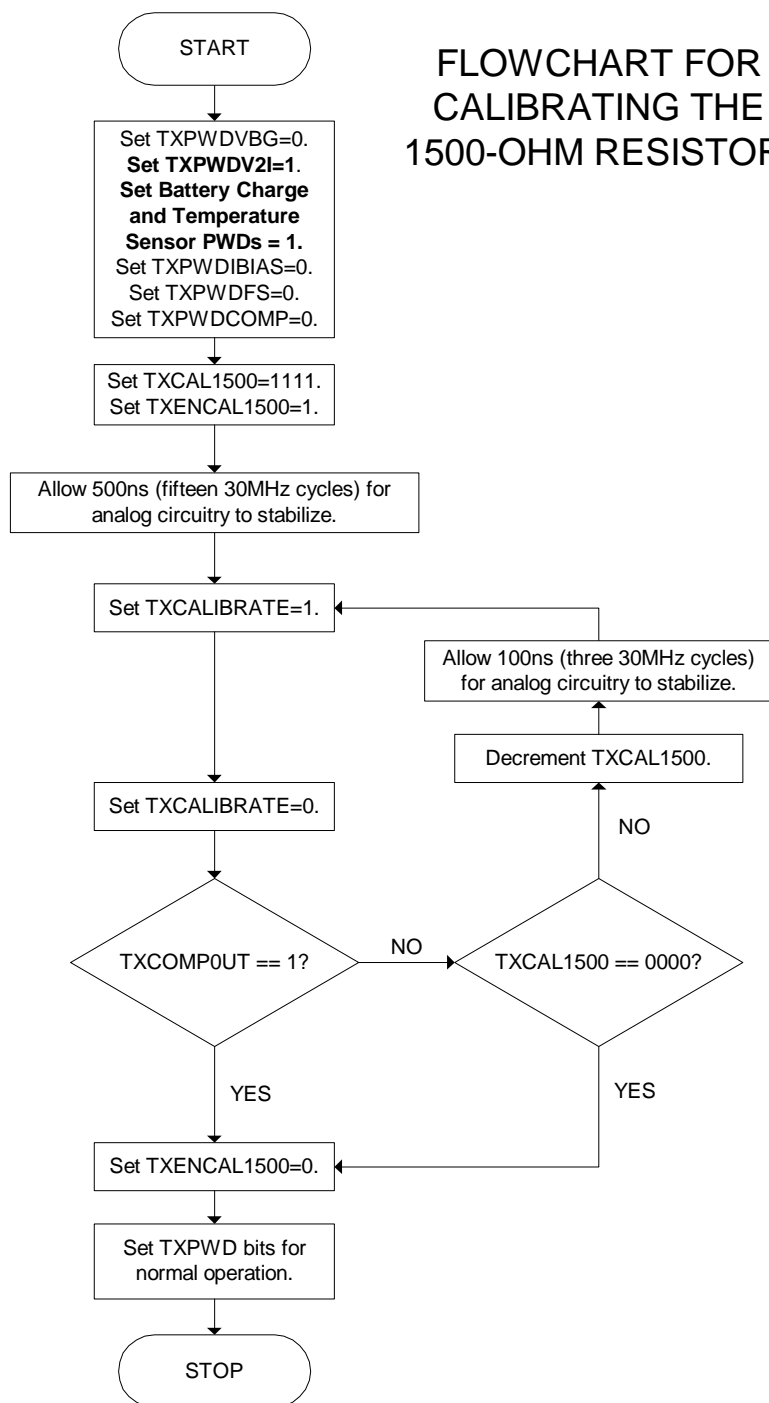 START
FLOWCHART FOR
CALIBRATING THE
1500-OHM RESISTOR
Set TXPWDVBG=0.
Set TXPWDV2I=1.
Set Battery Charge
and Temperature
Sensor PWDs = 1.
Set TXPWDIBIAS=0.
Set TXPWDFS=0.
Set TXPWDCOMP=0.
Set TXCAL1500=1111.
Set TXENCAL1500=1.
Allow 500ns (fifteen 30MHz cycles) for
analog circuitry to stabilize.
Set TXCALIBRATE=1.
Allow 100ns (three 30MHz cycles)
for analog circuitry to stabilize.
Decrement TXCAL1500.
Set TXCALIBRATE=0.
NO
TXCOMP0UT == 1?
NO
TXCAL1500 == 0000?
YES
YES
Set TXENCAL1500=0.
Set TXPWD bits for
normal operation.
STOP